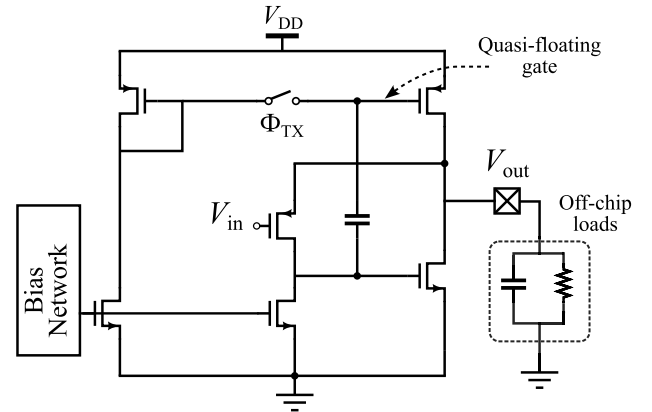 V_DD
Quasi-floating
gate
Φ_TX
V_in
V_out
Off-chip
loads
Bias
Network